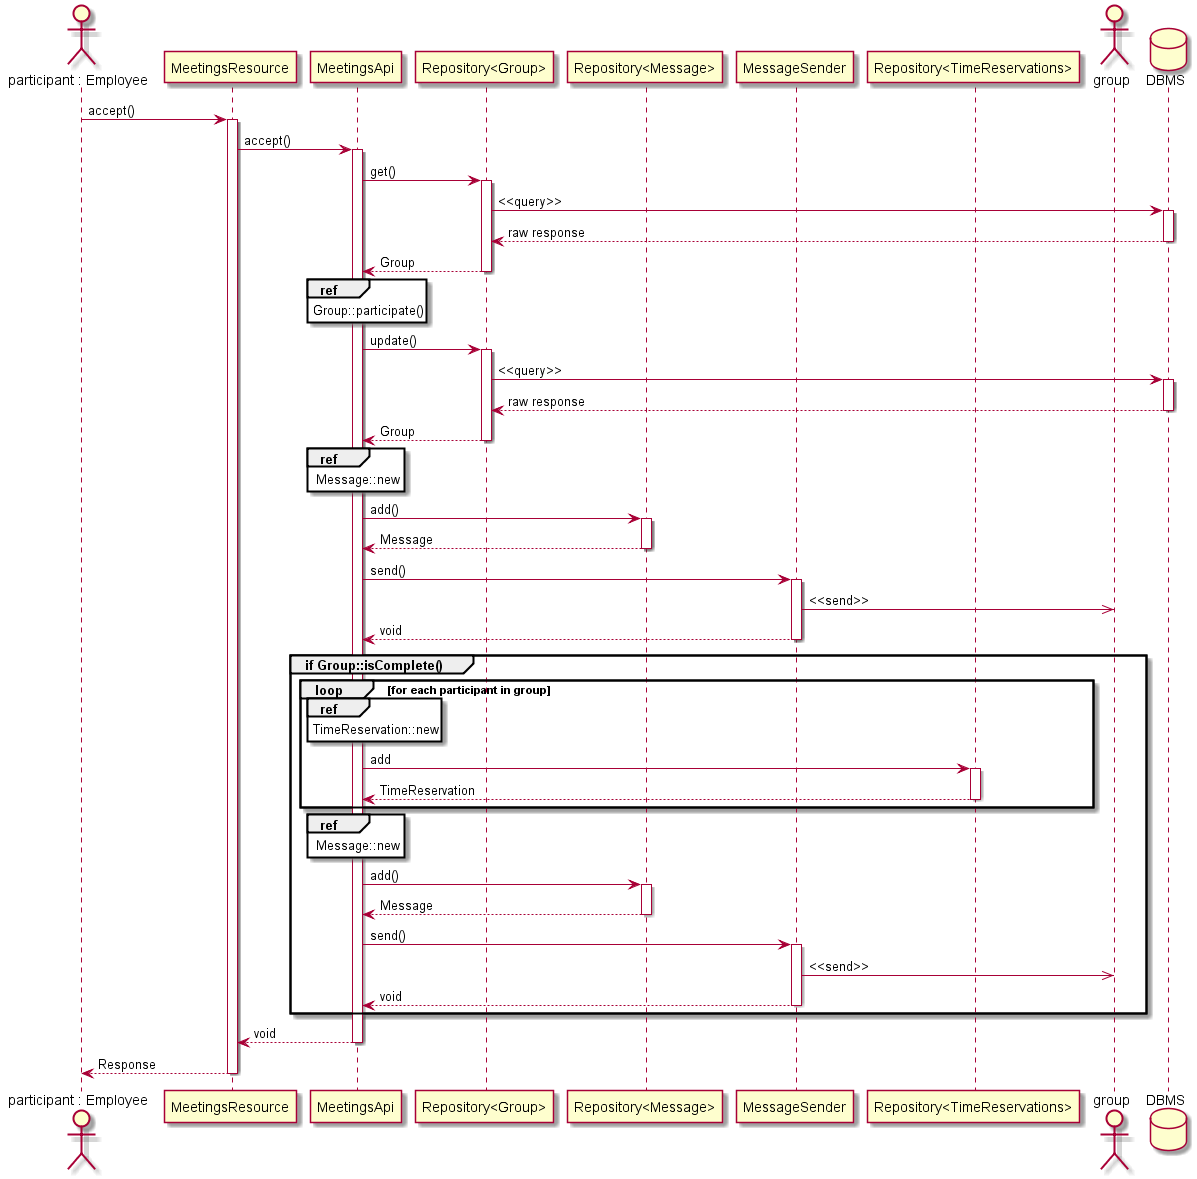 participant : Employee
MeetingsResource
MeetingsApi
Repository<Group>
Repository<Message>
MessageSender
Repository<TimeReservations>
group
DBMS
accept()
accept()
get()
<<query>>
raw response
Group
ref
Group::participate()
update()
<<query>>
raw response
Group
ref
Message::new
add()
Message
send()
<<send>>
void
if Group::isComplete()
loop [for each participant in group]
ref
TimeReservation::new
add
TimeReservation
ref
Message::new
add()
Message
send()
<<send>>
void
void
Response
participant : Employee
MeetingsResource
MeetingsApi
Repository<Group>
Repository<Message>
MessageSender
Repository<TimeReservations>
group
DBMS